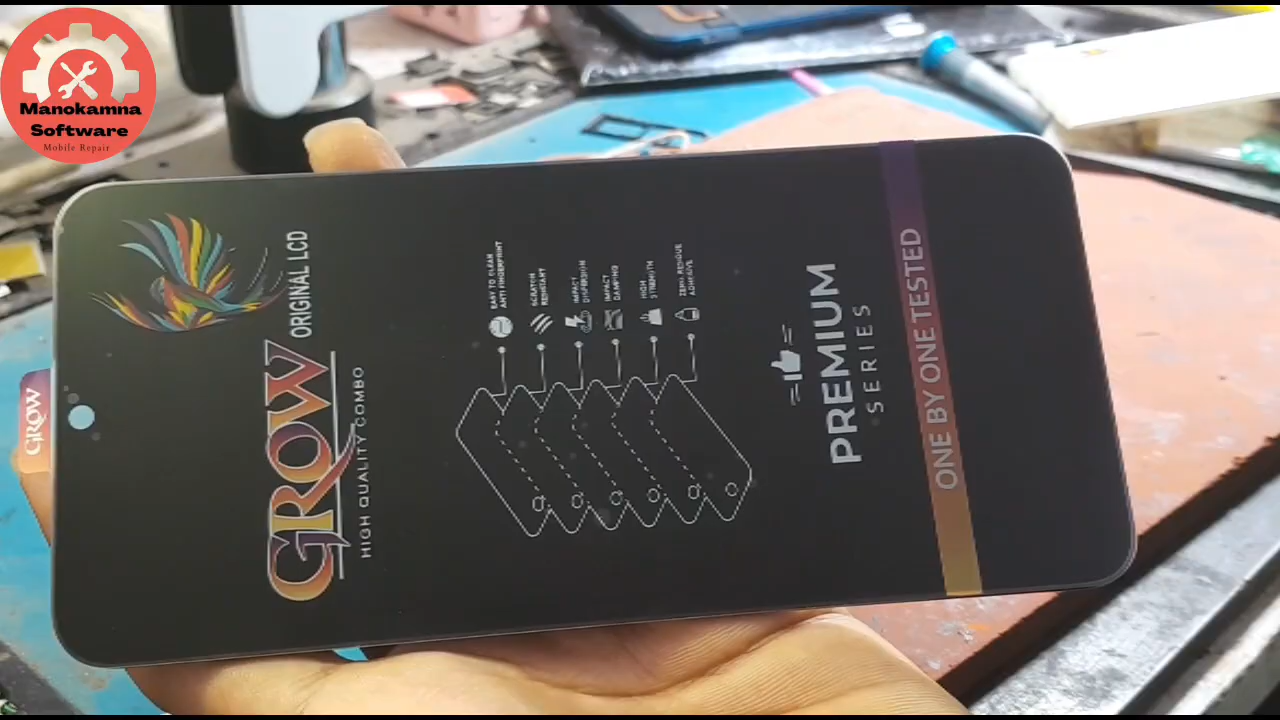 Manokamna
Software
Mobile Repair
GROW
ORIGINAL LCD
GROW
HIGH QUALITY COMBO
EASY TO CLEAN
ANTI FINGERPRINT
SCRATCH
RESISTANT
IMPACT
DISPERSION
IMPACT
DAMPING
HIGH
STRENGTH
ZERO RESIDUE
ADHESIVE
PREMIUM
SERIES
ONE BY ONE TESTED